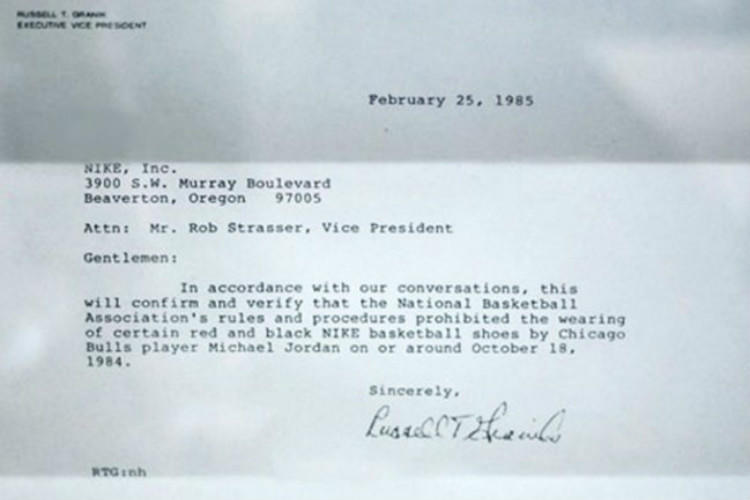 RUSSELL T. GRANIK
EXECUTIVE VICE PRESIDENT
February 25, 1985
NIKE, Inc.
3900 S.W. Murray Boulevard
Beaverton, Oregon 97005
Attn: Mr. Rob Strasser, Vice President
Gentlemen:
In accordance with our conversations, this
will confirm and verify that the National Basketball
Association's rules and procedures prohibited the wearing
of certain red and black NIKE basketball shoes by Chicago
Bulls player Michael Jordan on or around October 18,
1984.
Sincerely,
Russell T Granik
RTG:nh